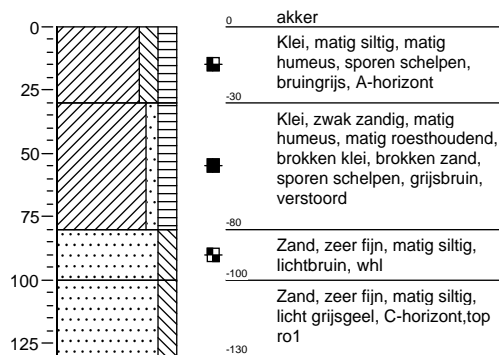 0
25
50
75
100
125
0
akker
Klei, matig siltig, matig
humeus, sporen schelpen,
bruingrijs, A-horizont
-30
Klei, zwak zandig, matig
humeus, matig roesthoudend,
brokken klei, brokken zand,
sporen schelpen, grijsbruin,
verstoord
-80
Zand, zeer fijn, matig siltig,
lichtbruin, whl
-100
Zand, zeer fijn, matig siltig,
licht grijsgeel, C-horizont,top
ro1
-130